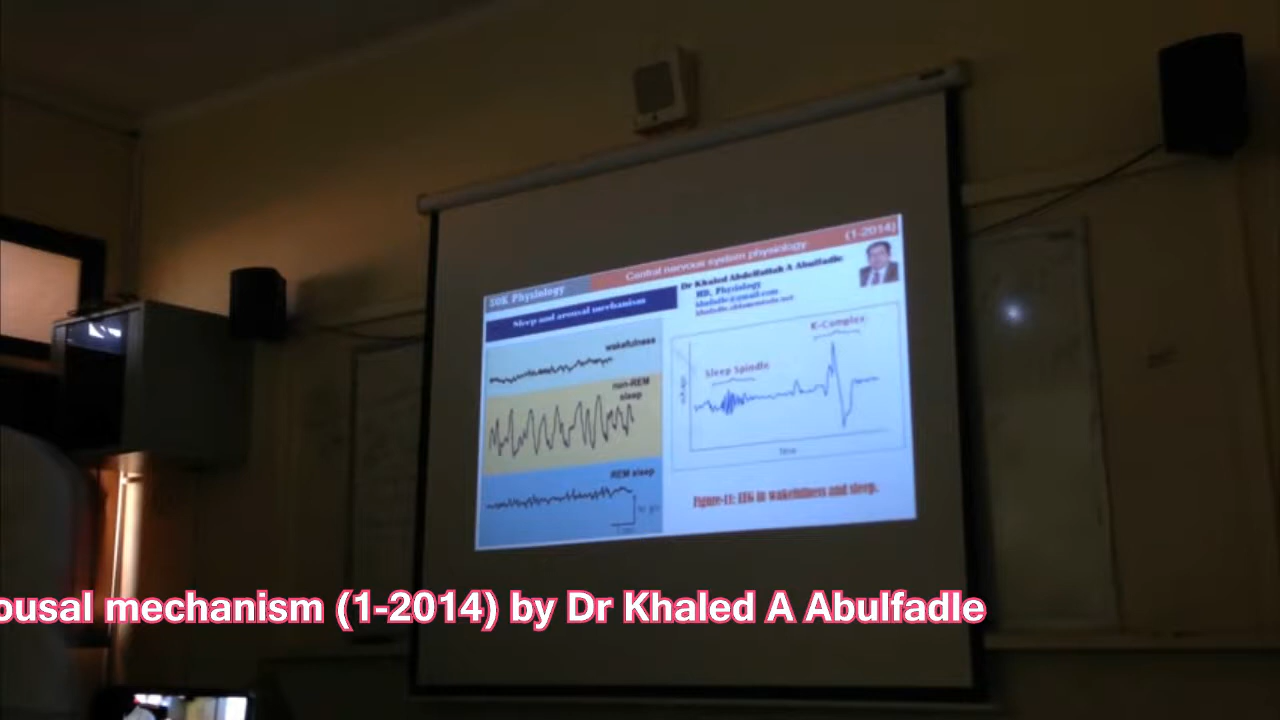 Central nervous system physiology
(1-2014)
Physiology
Sleep and arousal mechanism
Dr Khaled Abdelfattah A Abulfadle
MD, Physiology
wakefulness
non-REM
sleep
REM sleep
K-Complex
Sleep Spindle
Time
Figure-11: EEG in wakefulness and sleep.
ousal mechanism (1-2014) by Dr Khaled A Abulfadle